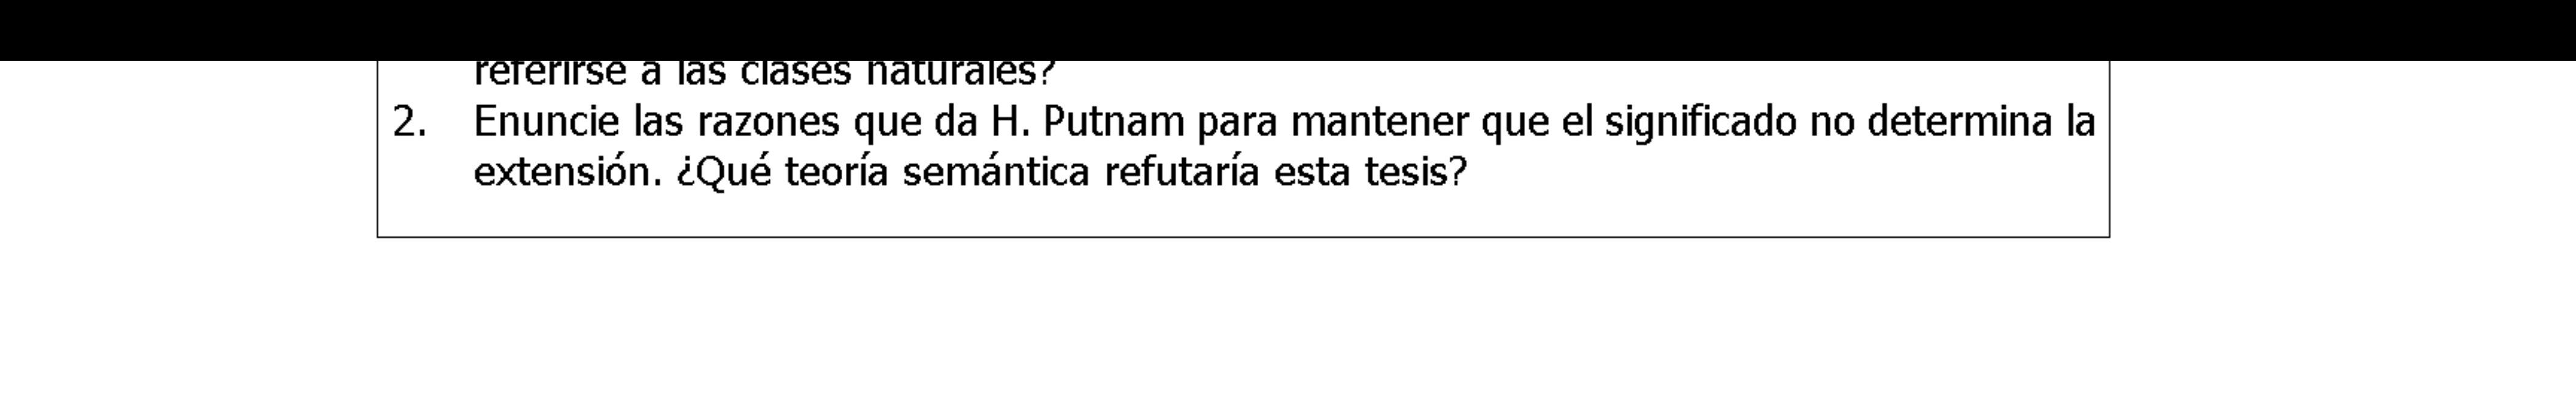 referirse a las clases naturales?
2. Enuncie las razones que da H. Putnam para mantener que el significado no determina la
extensión. ¿Qué teoría semántica refutaría esta tesis?